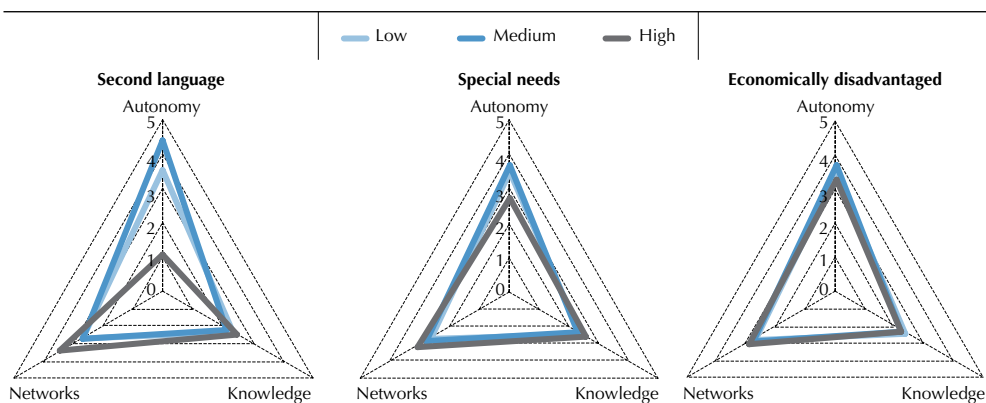 Low Medium High
Second language
Autonomy
5
4
3
2
1
0
Networks Knowledge
Special needs
Autonomy
5
4
3
2
1
0
Networks Knowledge
Economically disadvantaged
Autonomy
5
4
3
2
1
0
Networks Knowledge